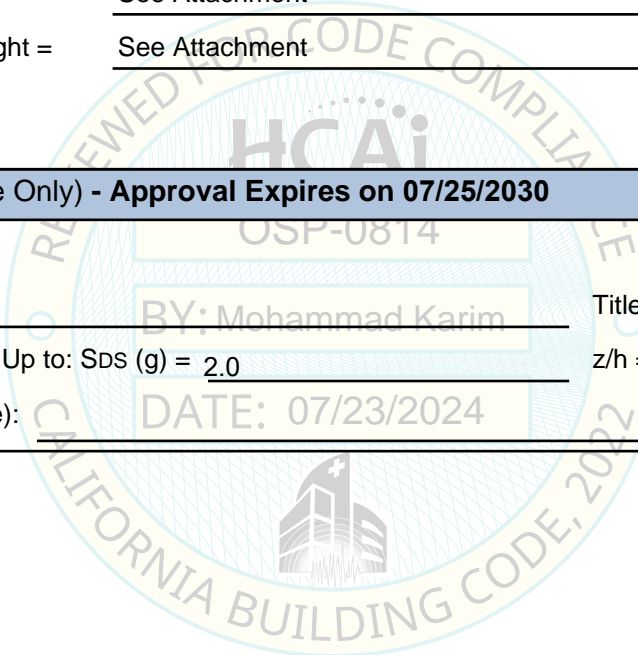 See Attachment
ght = See Attachment
REVIEWED FOR CODE COMPLIANCE
HCAi
e Only) - Approval Expires on 07/25/2030
OSP-0814
BY: Mohammad Karim
Title
Up to: SDS (g) = 2.0
z/h =
e):
DATE: 07/23/2024
CALIFORNIA BUILDING CODE, 2022